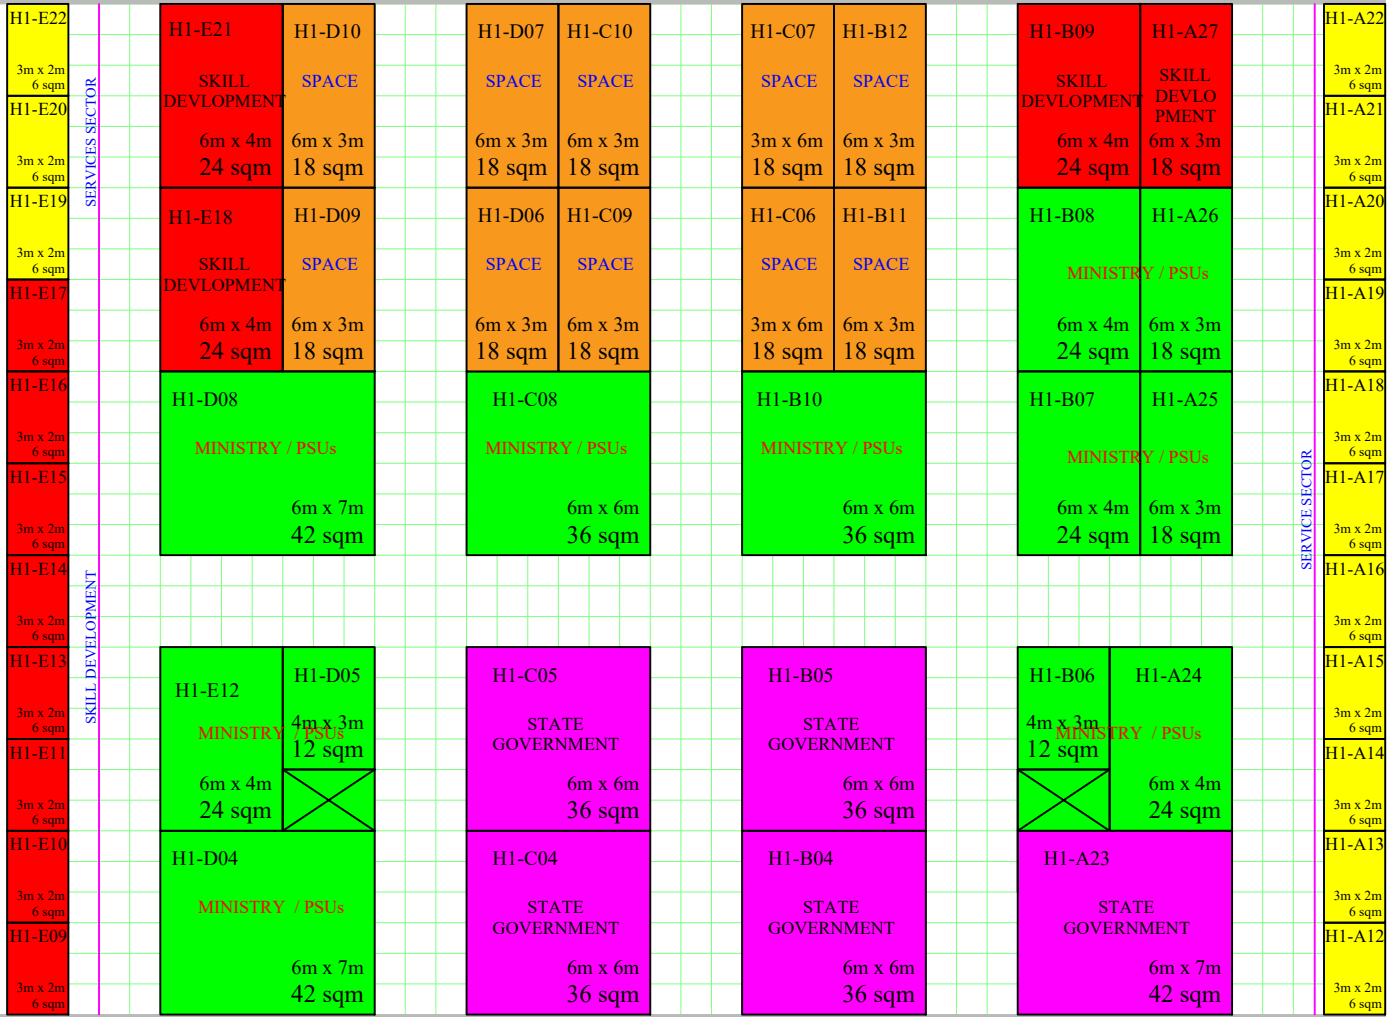 H1-E22
3m x 2m
6 sqm
H1-E20
3m x 2m
6 sqm
H1-E19
3m x 2m
6 sqm
H1-E17
3m x 2m
6 sqm
H1-E16
3m x 2m
6 sqm
H1-E15
3m x 2m
6 sqm
H1-E14
3m x 2m
6 sqm
H1-E13
3m x 2m
6 sqm
H1-E11
3m x 2m
6 sqm
H1-E10
3m x 2m
6 sqm
H1-E09
3m x 2m
6 sqm
SERVICES SECTOR
SKILL DEVELOPMENT
H1-E21
SKILL
DEVLOPMENT
6m x 4m
24 sqm
H1-D10
SPACE
6m x 3m
18 sqm
H1-D07
SPACE
6m x 3m
18 sqm
H1-C10
SPACE
6m x 3m
18 sqm
H1-C07
SPACE
3m x 6m
18 sqm
H1-B12
SPACE
6m x 3m
18 sqm
H1-B09
SKILL
DEVLOPMENT
6m x 4m
24 sqm
H1-A27
SKILL
DEVLO
PMENT
6m x 3m
18 sqm
H1-E18
SKILL
DEVLOPMENT
6m x 4m
24 sqm
H1-D09
SPACE
6m x 3m
18 sqm
H1-D06
SPACE
6m x 3m
18 sqm
H1-C09
SPACE
6m x 3m
18 sqm
H1-C06
SPACE
3m x 6m
18 sqm
H1-B11
SPACE
6m x 3m
18 sqm
H1-B08
H1-A26
MINISTRY / PSUs
6m x 4m
24 sqm
6m x 3m
18 sqm
H1-D08
MINISTRY / PSUs
6m x 7m
42 sqm
H1-C08
MINISTRY / PSUs
6m x 6m
36 sqm
H1-B10
MINISTRY / PSUs
6m x 6m
36 sqm
H1-B07
H1-A25
MINISTRY / PSUs
6m x 4m
24 sqm
6m x 3m
18 sqm
H1-E12
H1-D05
MINISTRY / PSUs
4m x 3m
12 sqm
6m x 4m
24 sqm
H1-C05
STATE
GOVERNMENT
6m x 6m
36 sqm
H1-B05
STATE
GOVERNMENT
6m x 6m
36 sqm
H1-B06
H1-A24
4m x 3m
MINISTRY / PSUs
12 sqm
6m x 4m
24 sqm
H1-D04
MINISTRY / PSUs
6m x 7m
42 sqm
H1-C04
STATE
GOVERNMENT
6m x 6m
36 sqm
H1-B04
STATE
GOVERNMENT
6m x 6m
36 sqm
H1-A23
STATE
GOVERNMENT
6m x 7m
42 sqm
SERVICE SECTOR
H1-A22
3m x 2m
6 sqm
H1-A21
3m x 2m
6 sqm
H1-A20
3m x 2m
6 sqm
H1-A19
3m x 2m
6 sqm
H1-A18
3m x 2m
6 sqm
H1-A17
3m x 2m
6 sqm
H1-A16
3m x 2m
6 sqm
H1-A15
3m x 2m
6 sqm
H1-A14
3m x 2m
6 sqm
H1-A13
3m x 2m
6 sqm
H1-A12
3m x 2m
6 sqm